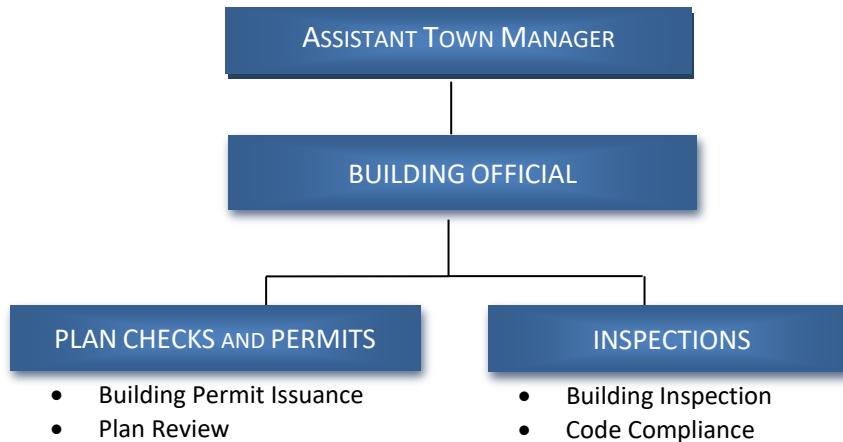 ASSISTANT TOWN MANAGER
BUILDING OFFICIAL
PLAN CHECKS AND PERMITS
• Building Permit Issuance
• Plan Review
INSPECTIONS
• Building Inspection
• Code Compliance